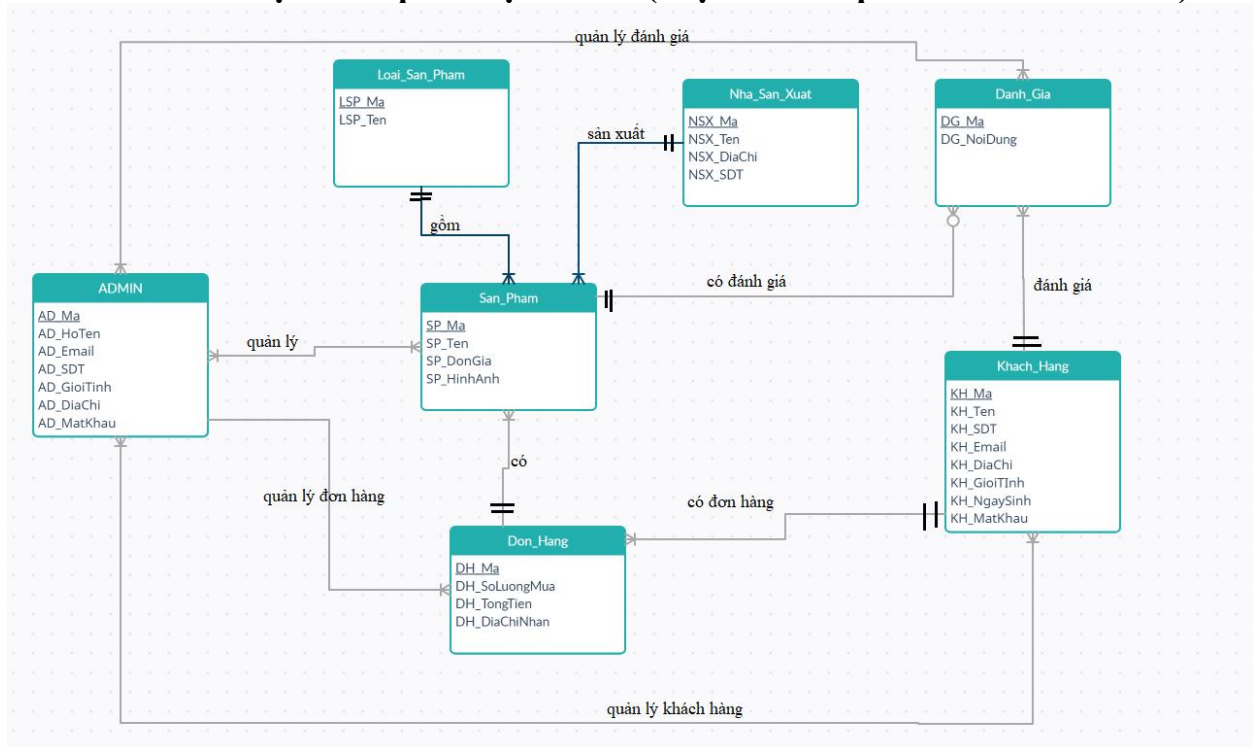 quản lý đánh giá
Loai_San_Pham
LSP_Ma
LSP_Ten
Nha_San_Xuat
NSX_Ma
NSX_Ten
NSX_DiaChi
NSX_SDT
Danh_Gia
DG_Ma
DG_NoiDung
sản xuất
gồm
ADMIN
AD_Ma
AD_HoTen
AD_Email
AD_SDT
AD_GioiTinh
AD_DiaChi
AD_MatKhau
quản lý
San_Pham
SP_Ma
SP_Ten
SP_DonGia
SP_HinhAnh
có đánh giá
đánh giá
Khach_Hang
KH_Ma
KH_Ten
KH_SDT
KH_Email
KH_DiaChi
KH_GioiTInh
KH_NgaySinh
KH_MatKhau
có
quản lý đơn hàng
có đơn hàng
Don_Hang
DH_Ma
DH_SoLuongMua
DH_TongTien
DH_DiaChiNhan
quản lý khách hàng